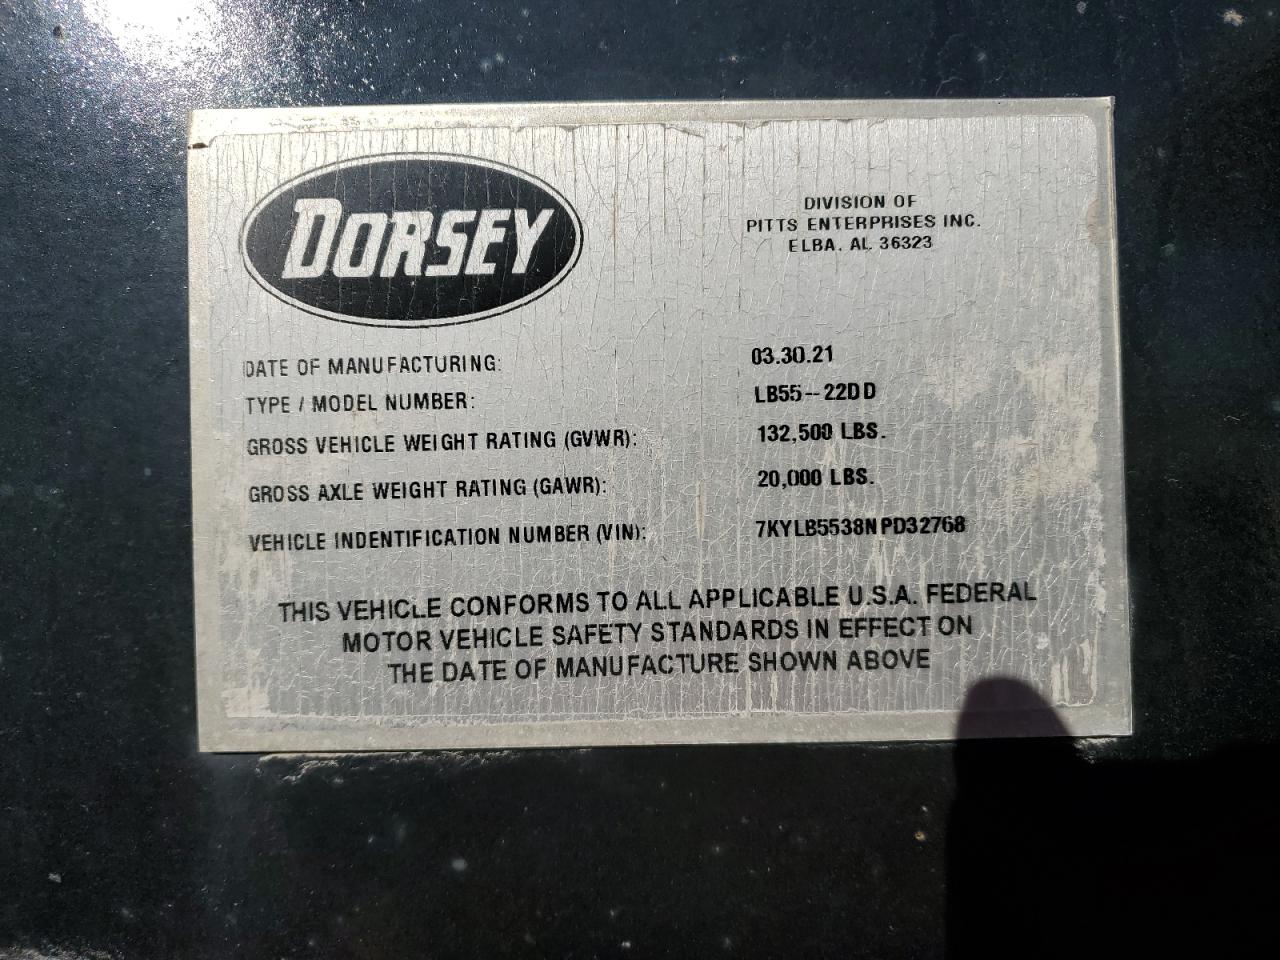 DORSEY
DIVISION OF
PITTS ENTERPRISES INC.
ELBA, AL 36323
DATE OF MANUFACTURING: 03.30.21
TYPE / MODEL NUMBER: LB55--22DD
GROSS VEHICLE WEIGHT RATING (GVWR): 132,500 LBS.
GROSS AXLE WEIGHT RATING (GAWR): 20,000 LBS.
VEHICLE INDENTIFICATION NUMBER (VIN): 7KYLB5538NPD32768
THIS VEHICLE CONFORMS TO ALL APPLICABLE U.S.A. FEDERAL
MOTOR VEHICLE SAFETY STANDARDS IN EFFECT ON
THE DATE OF MANUFACTURE SHOWN ABOVE